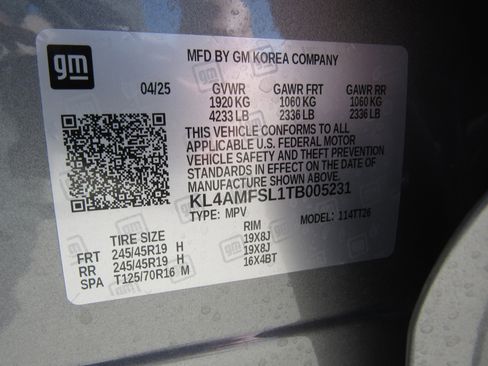 gm
MFD BY GM KOREA COMPANY
04/25 GVWR GAWR FRT GAWR RR
1920 KG 1060 KG 1060 KG
4233 LB 2336 LB 2336 LB
THIS VEHICLE CONFORMS TO ALL
APPLICABLE U.S. FEDERAL MOTOR
VEHICLE SAFETY AND THEFT PREVENTION
STANDARDS IN EFFECT ON THE DATE OF
MANUFACTURE SHOWN ABOVE.
KL4AMFSL1TB005231
TYPE: MPV MODEL: 114TT26
TIRE SIZE RIM
FRT 245/45R19 H 19X8J
RR 245/45R19 H 19X8J
SPA T125/70R16 M 16X4BT